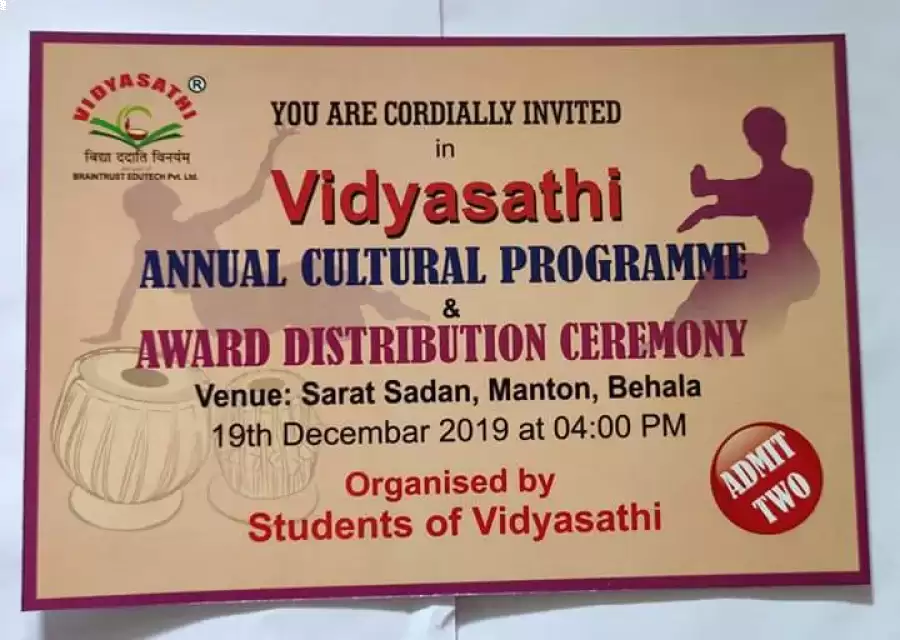 VIDYASATHI ®
विद्या ददाति विनयम्
BRAINTRUST EDUTECH Pvt. Ltd.
YOU ARE CORDIALLY INVITED
in
Vidyasathi
ANNUAL CULTURAL PROGRAMME
&
AWARD DISTRIBUTION CEREMONY
Venue: Sarat Sadan, Manton, Behala
19th Decembar 2019 at 04:00 PM
Organised by
Students of Vidyasathi
ADMIT
TWO